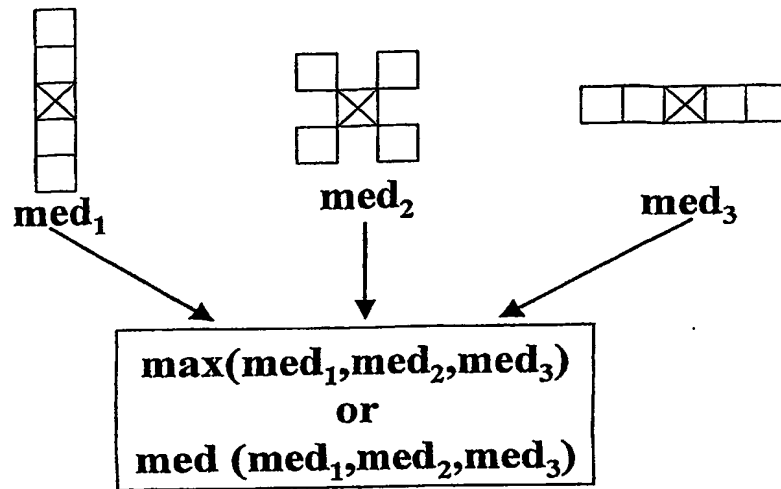 med₁
med₂
med₃
max(med₁,med₂,med₃)
or
med (med₁,med₂,med₃)